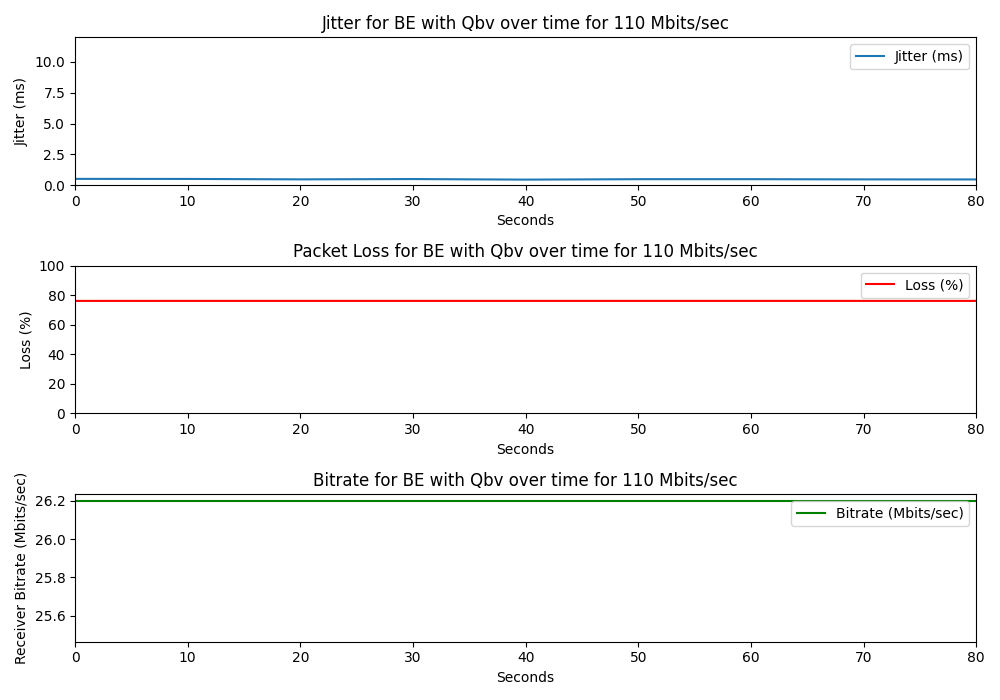 Jitter for BE with Qbv over time for 110 Mbits/sec
Jitter (ms)
10.0
7.5
5.0
2.5
0.0
Jitter (ms)
0 10 20 30 40 50 60 70 80
Seconds
Packet Loss for BE with Qbv over time for 110 Mbits/sec
Loss (%)
100
80
60
40
20
0
Loss (%)
0 10 20 30 40 50 60 70 80
Seconds
Bitrate for BE with Qbv over time for 110 Mbits/sec
Receiver Bitrate (Mbits/sec)
26.2
26.0
25.8
25.6
Bitrate (Mbits/sec)
0 10 20 30 40 50 60 70 80
Seconds